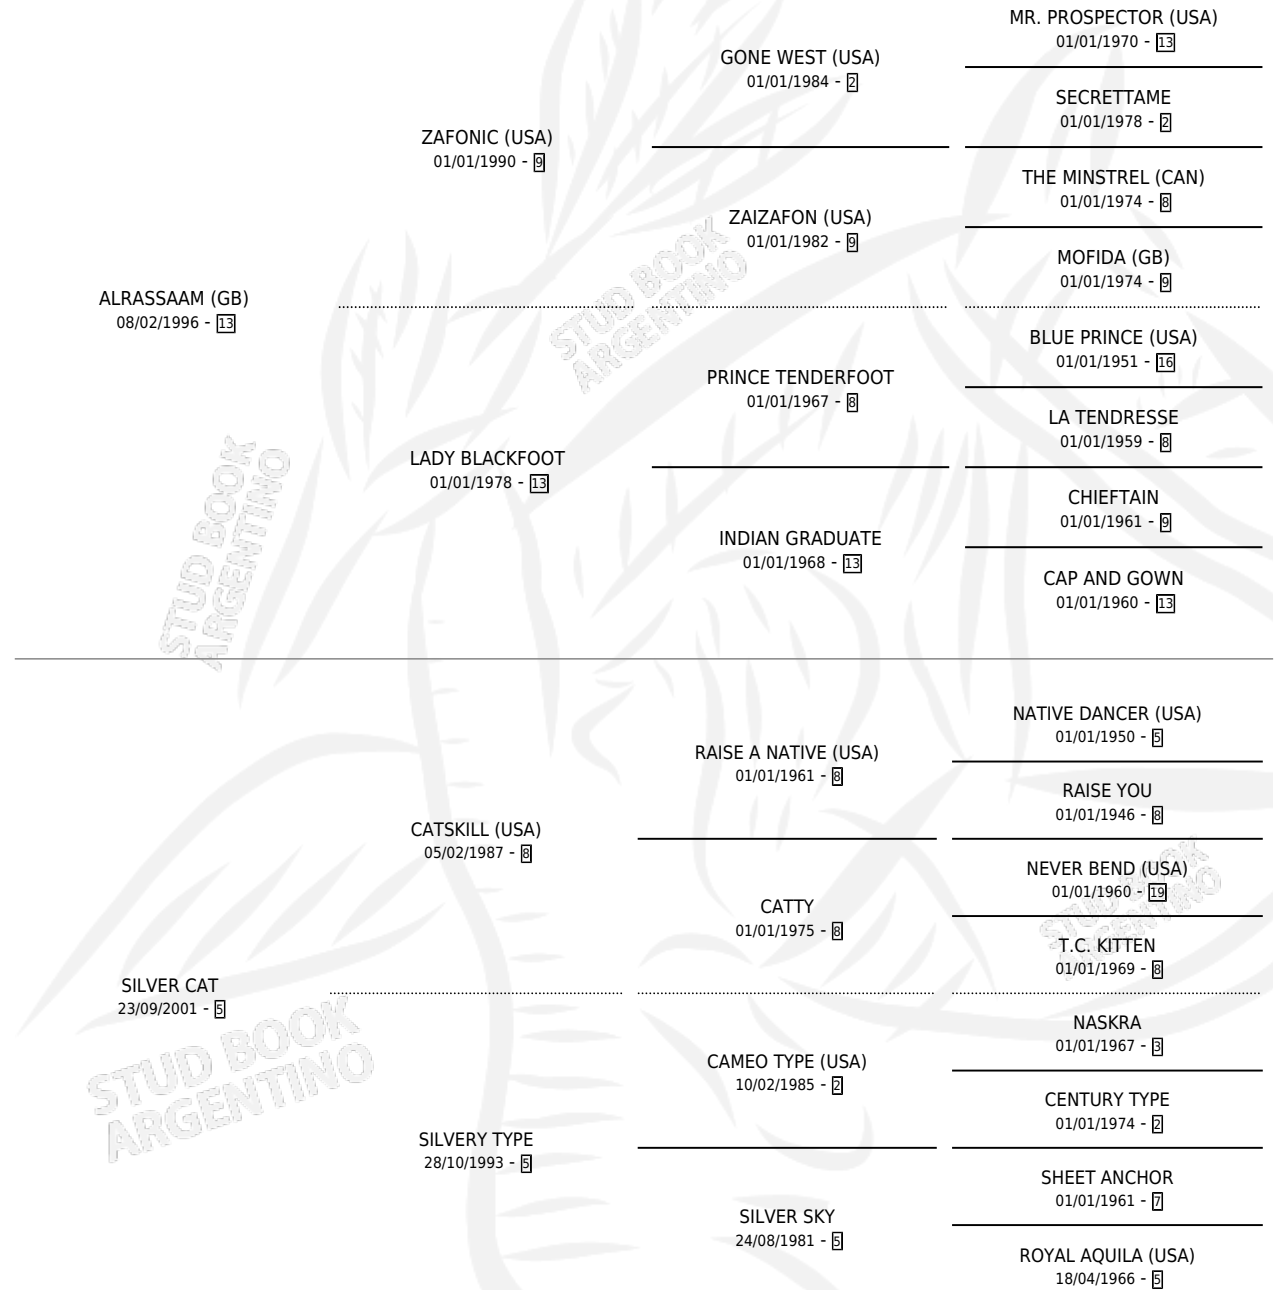 MR. PROSPECTOR (USA)
01/01/1970 - 13
GONE WEST (USA)
01/01/1984 - 2
SECRETTAME
01/01/1978 - 2
ZAFONIC (USA)
01/01/1990 - 9
THE MINSTREL (CAN)
01/01/1974 - 8
ZAIZAFON (USA)
01/01/1982 - 9
MOFIDA (GB)
01/01/1974 - 9
ALRASSAAM (GB)
08/02/1996 - 13
BLUE PRINCE (USA)
01/01/1951 - 16
PRINCE TENDERFOOT
01/01/1967 - 8
LA TENDRESSE
01/01/1959 - 8
LADY BLACKFOOT
01/01/1978 - 13
CHIEFTAIN
01/01/1961 - 9
INDIAN GRADUATE
01/01/1968 - 13
CAP AND GOWN
01/01/1960 - 13
NATIVE DANCER (USA)
01/01/1950 - 5
RAISE A NATIVE (USA)
01/01/1961 - 8
RAISE YOU
01/01/1946 - 8
CATSKILL (USA)
05/02/1987 - 8
NEVER BEND (USA)
01/01/1960 - 19
CATTY
01/01/1975 - 8
T.C. KITTEN
01/01/1969 - 8
SILVER CAT
23/09/2001 - 5
NASKRA
01/01/1967 - 3
CAMEO TYPE (USA)
10/02/1985 - 2
CENTURY TYPE
01/01/1974 - 2
SILVERY TYPE
28/10/1993 - 5
SHEET ANCHOR
01/01/1961 - 7
SILVER SKY
24/08/1981 - 5
ROYAL AQUILA (USA)
18/04/1966 - 5
STUD BOOK
ARGENTINO
STUD BOOK
ARGENTINO
STUD BOOK
ARGENTINO
STUD BOOK
ARGENTINO